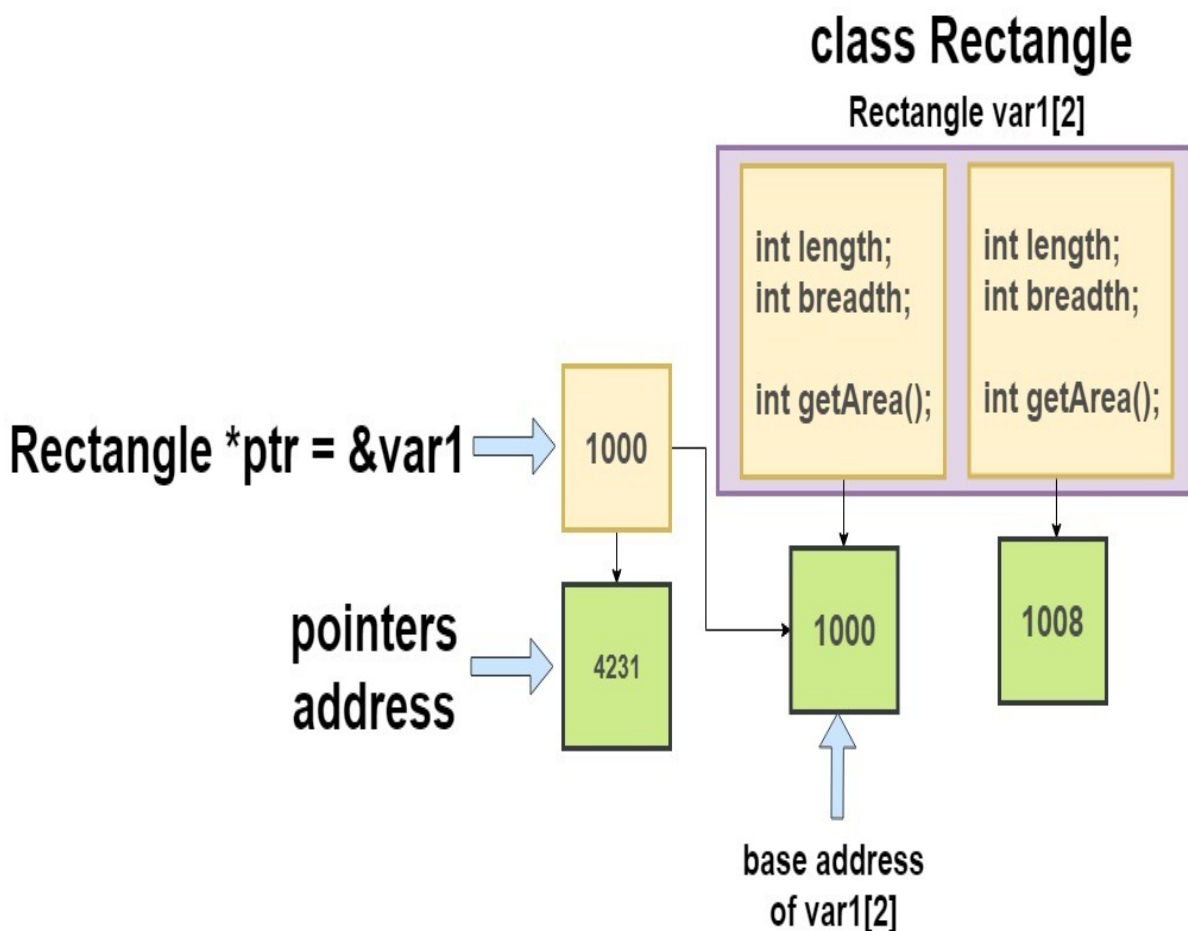 class Rectangle
Rectangle var1[2]
int length;
int breadth;
int getArea();
int length;
int breadth;
int getArea();
Rectangle *ptr = &var1
1000
pointers
address
4231
1000
1008
base address
of var1[2]